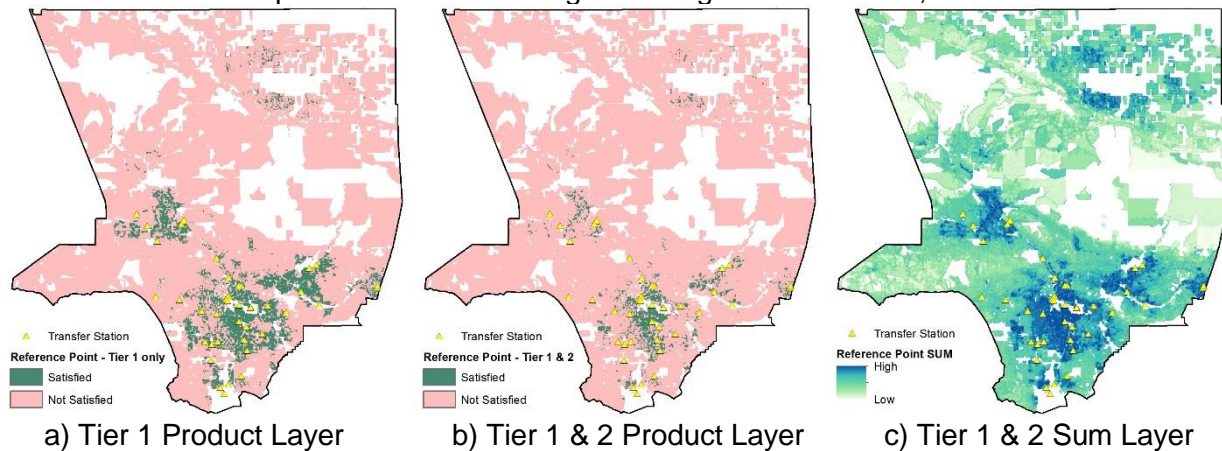 Transfer Station
Reference Point - Tier 1 only
Satisfied
Not Satisfied
a) Tier 1 Product Layer
Transfer Station
Reference Point - Tier 1 & 2
Satisfied
Not Satisfied
b) Tier 1 & 2 Product Layer
Transfer Station
Reference Point SUM
High
Low
c) Tier 1 & 2 Sum Layer